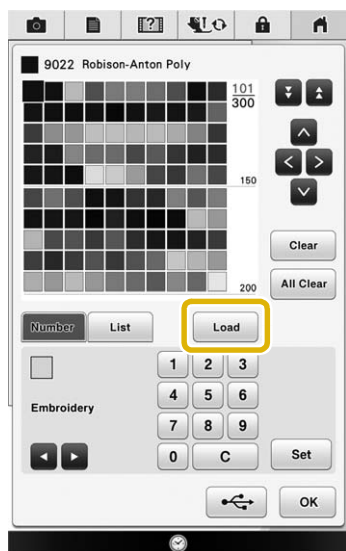 9022 Robison-Anton Poly
101
300
150
200
Clear
All Clear
Number
List
Load
1 2 3
4 5 6
7 8 9
0 C
Embroidery
Set
OK